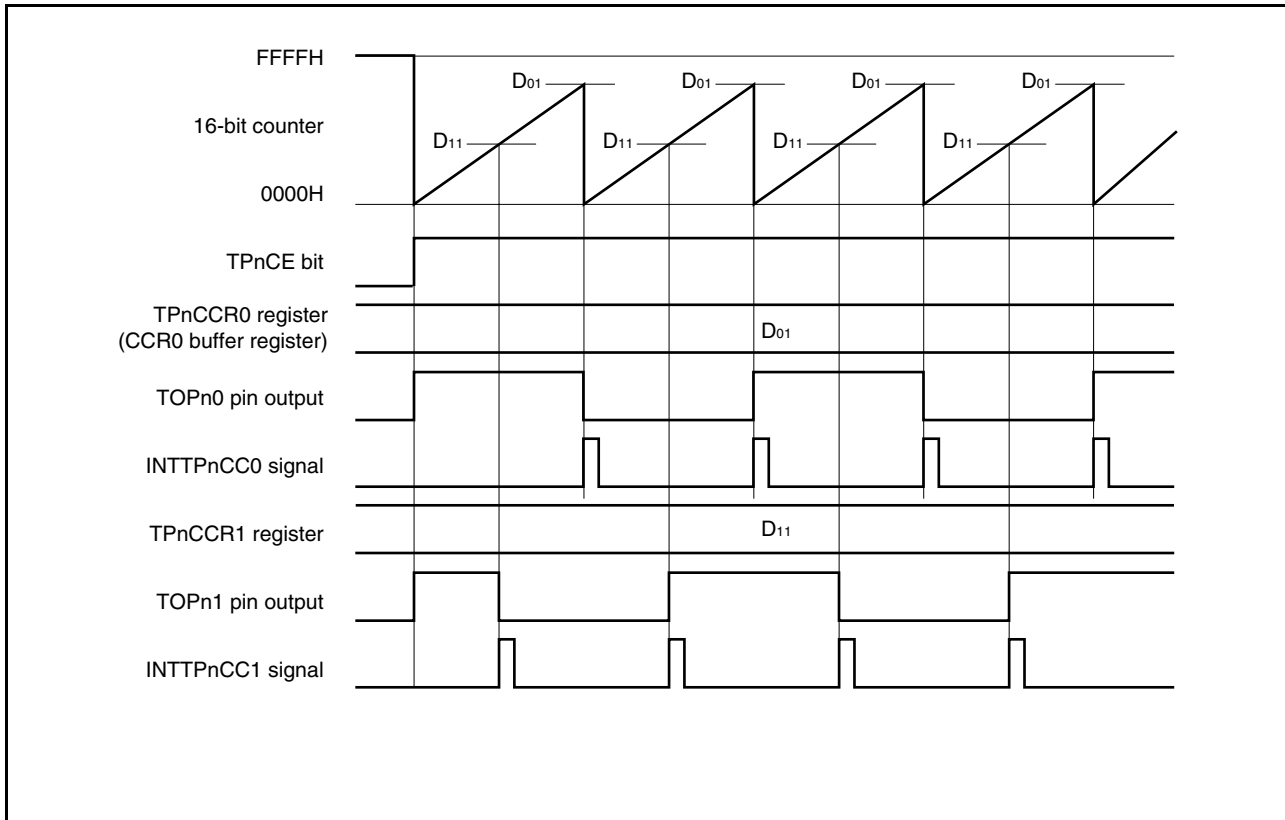 FFFFH
D01 D01 D01 D01
16-bit counter
D11 D11 D11 D11
0000H
TPnCE bit
TPnCCR0 register
(CCR0 buffer register)
D01
TOPn0 pin output
INTTPnCC0 signal
TPnCCR1 register
D11
TOPn1 pin output
INTTPnCC1 signal